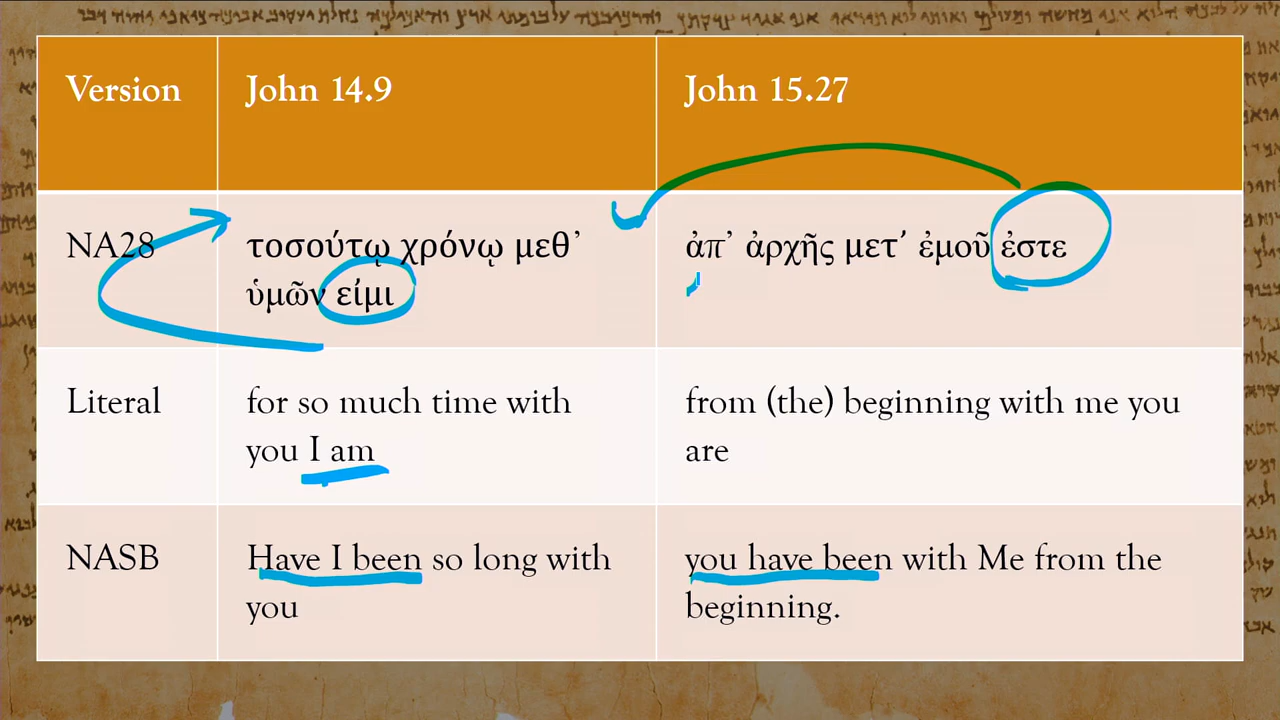 Version
John 14.9
John 15.27
NA28
τοσούτῳ χρόνῳ μεθ᾽
ὑμῶν εἰμι
ἀπ᾽ ἀρχῆς μετ᾽ ἐμοῦ ἐστε
Literal
for so much time with
you I am
from (the) beginning with me you
are
NASB
Have I been so long with
you
you have been with Me from the
beginning.